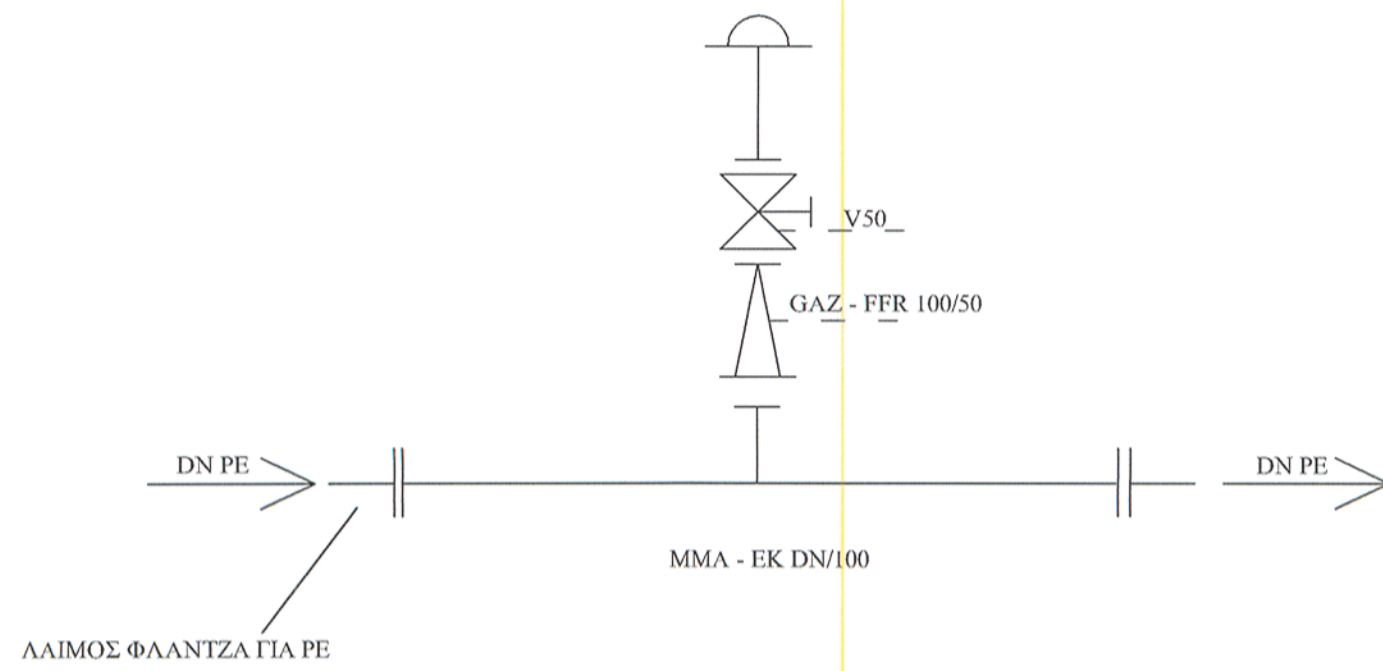 V50
GAZ - FFR 100/50
DN PE
DN PE
MMA - EK DN/100
ΛΑΙΜΟΣ ΦΛΑΝΤΖΑ ΓΙΑ PE